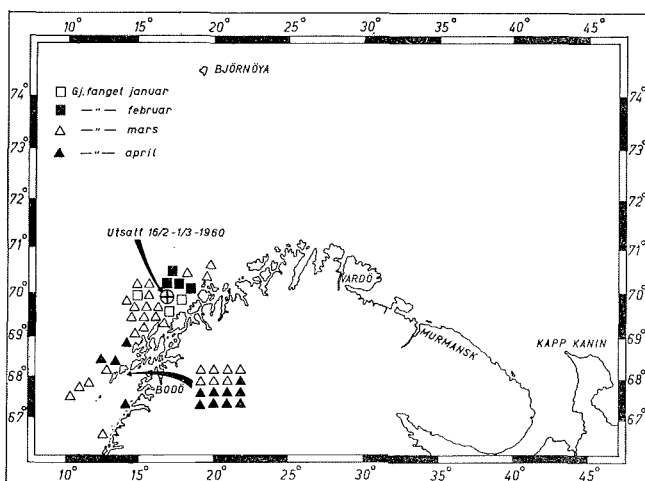 10° 15° 20° 25° 30° 35° 40° 45°
BJÖRNÖYA
Gj.fanget januar
—"— februar
—"— mars
—"— april
74° 74°
73° 73°
72° 72°
71° 71°
70° 70°
69° 69°
68° 68°
67° 67°
Utsatt 16/2-1/3-1960
VARDÖ
MURMANSK
KAPP KANIN
BODÖ
10° 15° 20° 25° 30° 35° 40° 45°